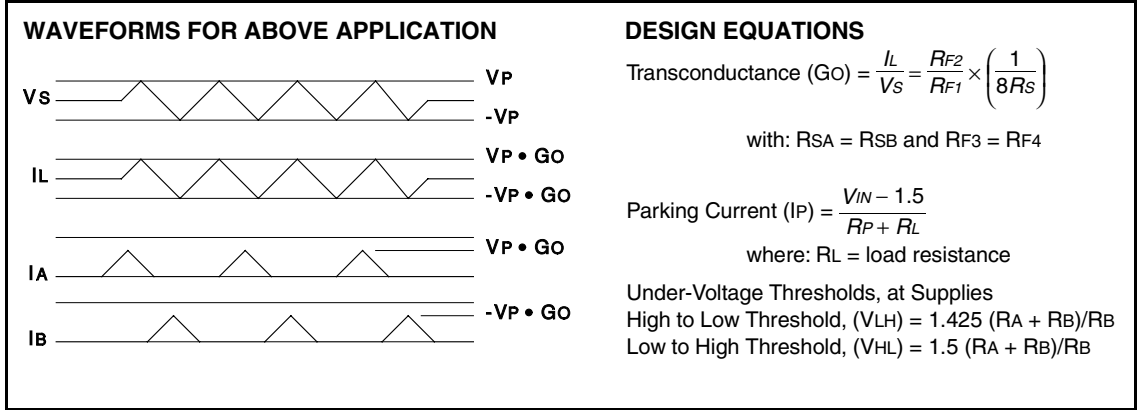 WAVEFORMS FOR ABOVE APPLICATION
VS
VP
-VP
IL
VP • GO
-VP • GO
IA
VP • GO
IB
-VP • GO
DESIGN EQUATIONS
Transconductance (GO) = IL/VS = RF2/RF1 × (1/8RS)
with: RSA = RSB and RF3 = RF4
Parking Current (IP) = VIN – 1.5/RP + RL
where: RL = load resistance
Under-Voltage Thresholds, at Supplies
High to Low Threshold, (VLH) = 1.425 (RA + RB)/RB
Low to High Threshold, (VHL) = 1.5 (RA + RB)/RB